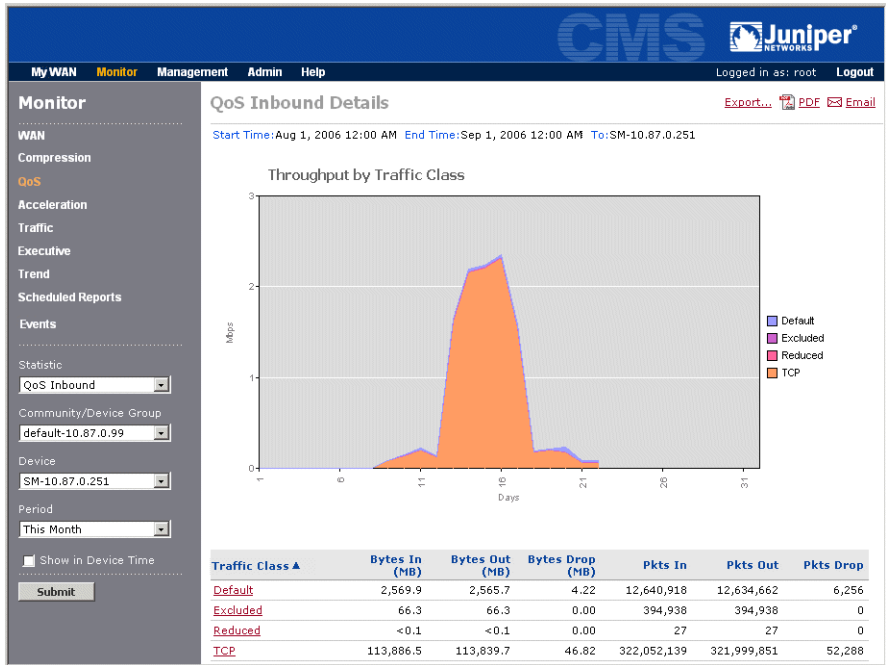 CMS
Juniper®
NETWORKS
My WAN Monitor Management Admin Help
Logged in as: root Logout
Monitor
WAN
Compression
QoS
Acceleration
Traffic
Executive
Trend
Scheduled Reports
Events
Statistic
QoS Inbound
Community/Device Group
default-10.87.0.99
Device
SM-10.87.0.251
Period
This Month
Show in Device Time
Submit
QoS Inbound Details
Export... PDF Email
Start Time:Aug 1, 2006 12:00 AM End Time:Sep 1, 2006 12:00 AM To:SM-10.87.0.251
Throughput by Traffic Class
3
2
1
0
Mbps
1 6 11 16 21 26 31
Days
Default
Excluded
Reduced
TCP
Traffic Class▲ Bytes In (MB) Bytes Out (MB) Bytes Drop (MB) Pkts In Pkts Out Pkts Drop
Default 2,569.9 2,565.7 4.22 12,640,918 12,634,662 6,256
Excluded 66.3 66.3 0.00 394,938 394,938 0
Reduced <0.1 <0.1 0.00 27 27 0
TCP 113,886.5 113,839.7 46.82 322,052,139 321,999,851 52,288